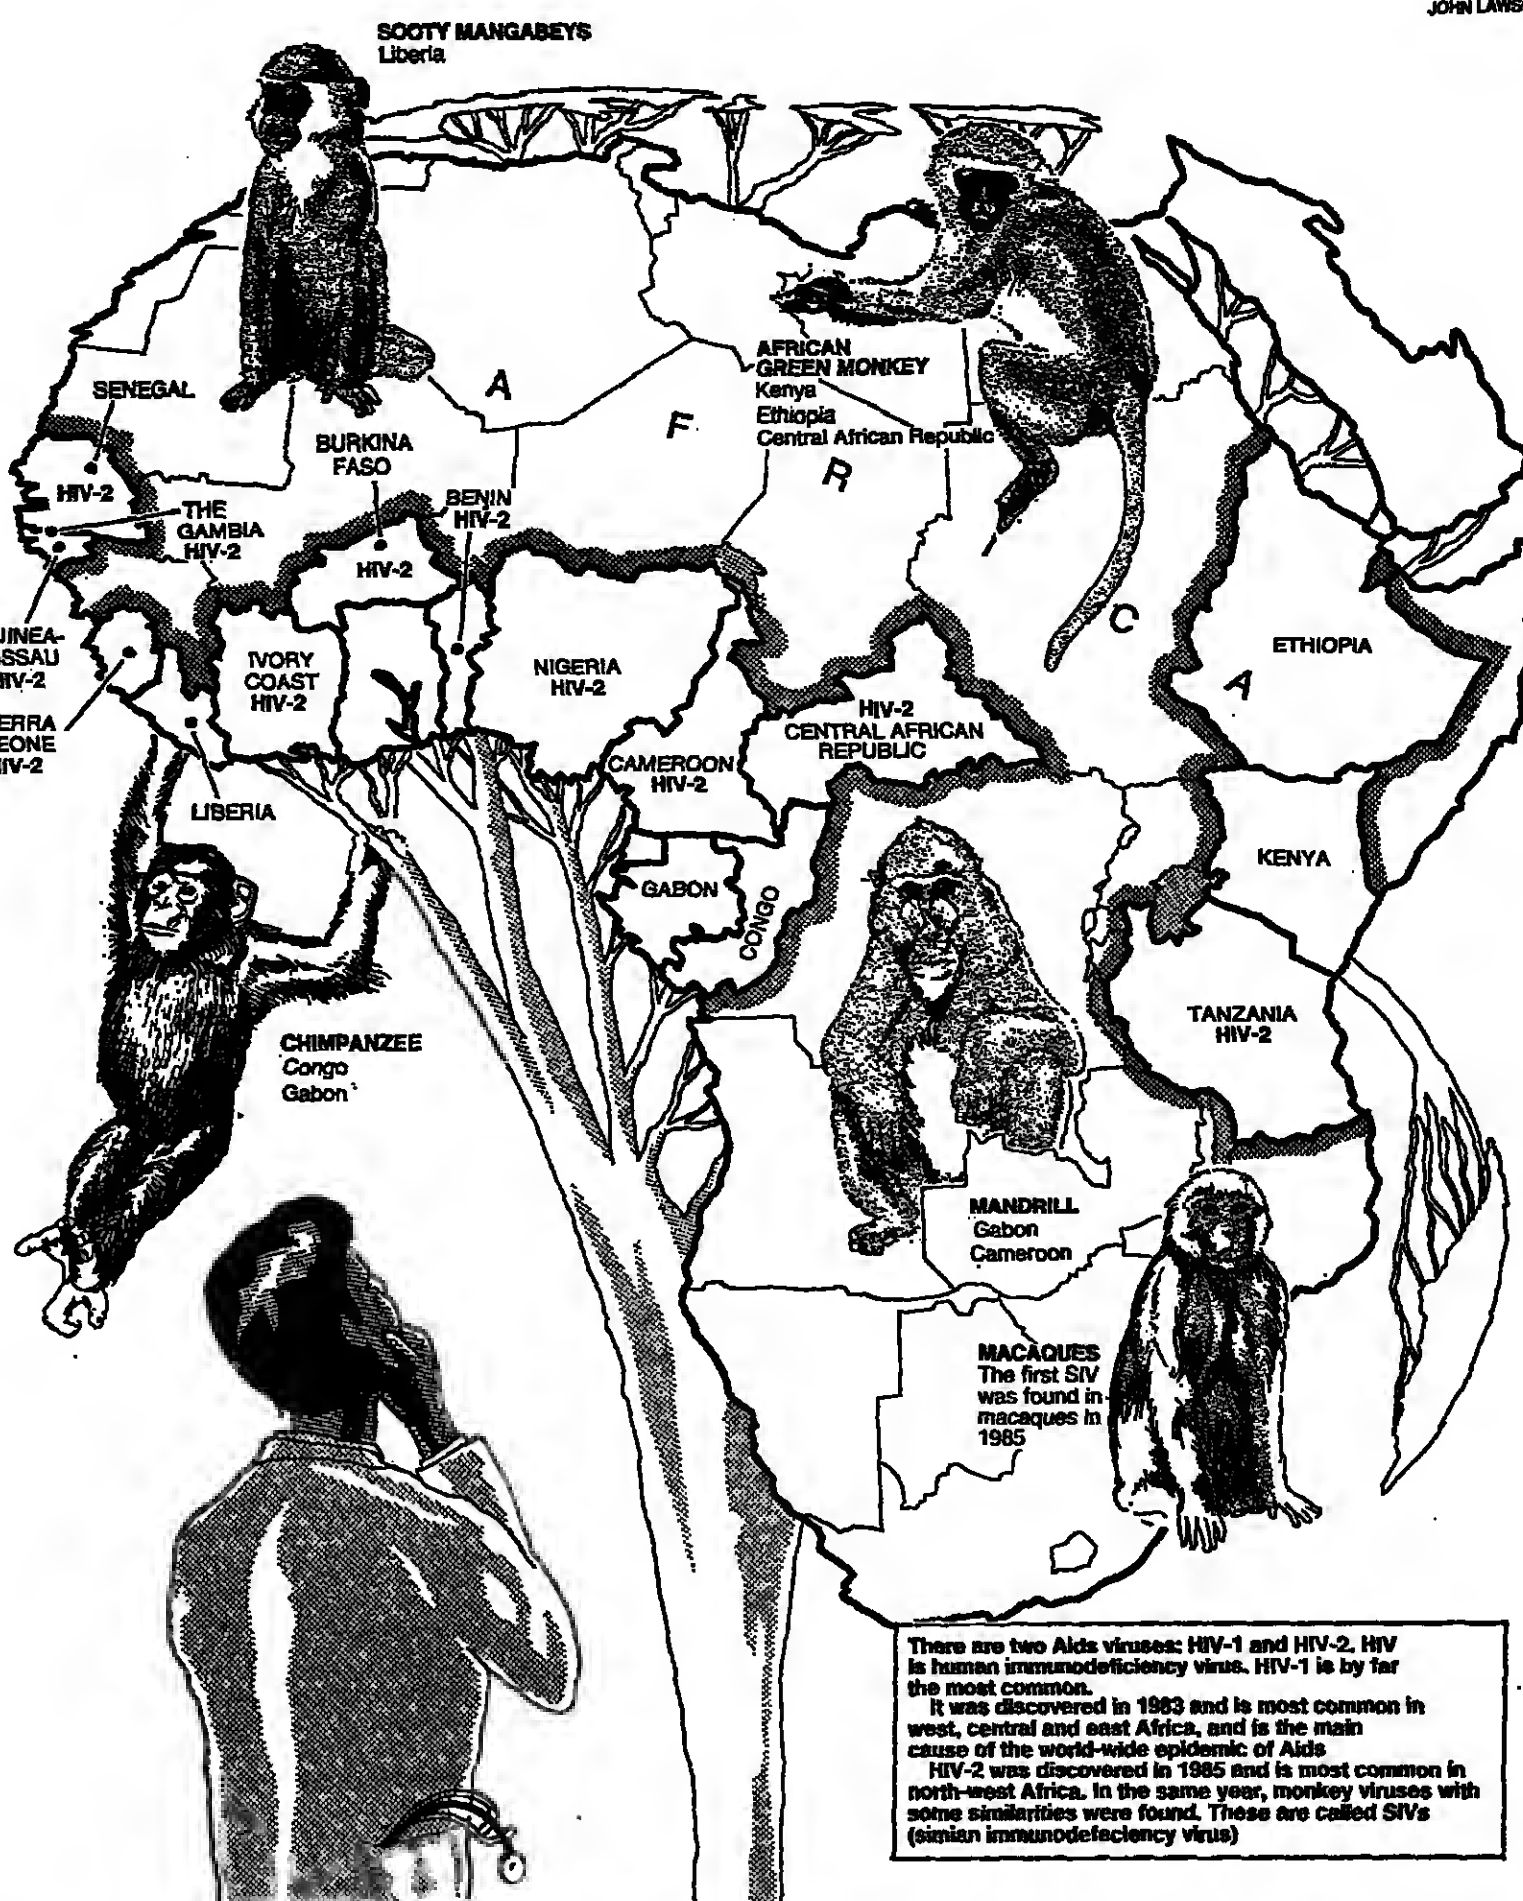 JOHN
SOOTY MANGABEYS
Liberia
AFRICAN
GREEN MONKEY
Kenya
Ethiopia
Central African Republic
A
F
R
I
C
A
SENEGAL
HIV-2
THE
GAMBIA
HIV-2
BURKINA
FASO
HIV-2
BENIN
HIV-2
HIV-2
HIV-2
IVORY
COAST
HIV-2
LIBERIA
NIGERIA
HIV-2
CAMEROON
HIV-2
HIV-2
CENTRAL AFRICAN
REPUBLIC
ETHIOPIA
KENYA
GABON
CONGO
TANZANIA
HIV-2
CHIMPANZEE
Congo
Gabon
MANDRILL
Gabon
Cameroon
MACAQUES
The first SIV
was found in
macaques in
1985
There are two Aids viruses: HIV-1 and HIV-2. HIV
is human immunodeficiency virus. HIV-1 is by far
the most common.
It was discovered in 1983 and is most common in
west, central and east Africa, and is the main
cause of the world-wide epidemic of Aids
HIV-2 was discovered in 1985 and is most common in
north-west Africa. In the same year, monkey viruses with
some similarities were found. These are called SIVs
(simian immunodefeciency virus)